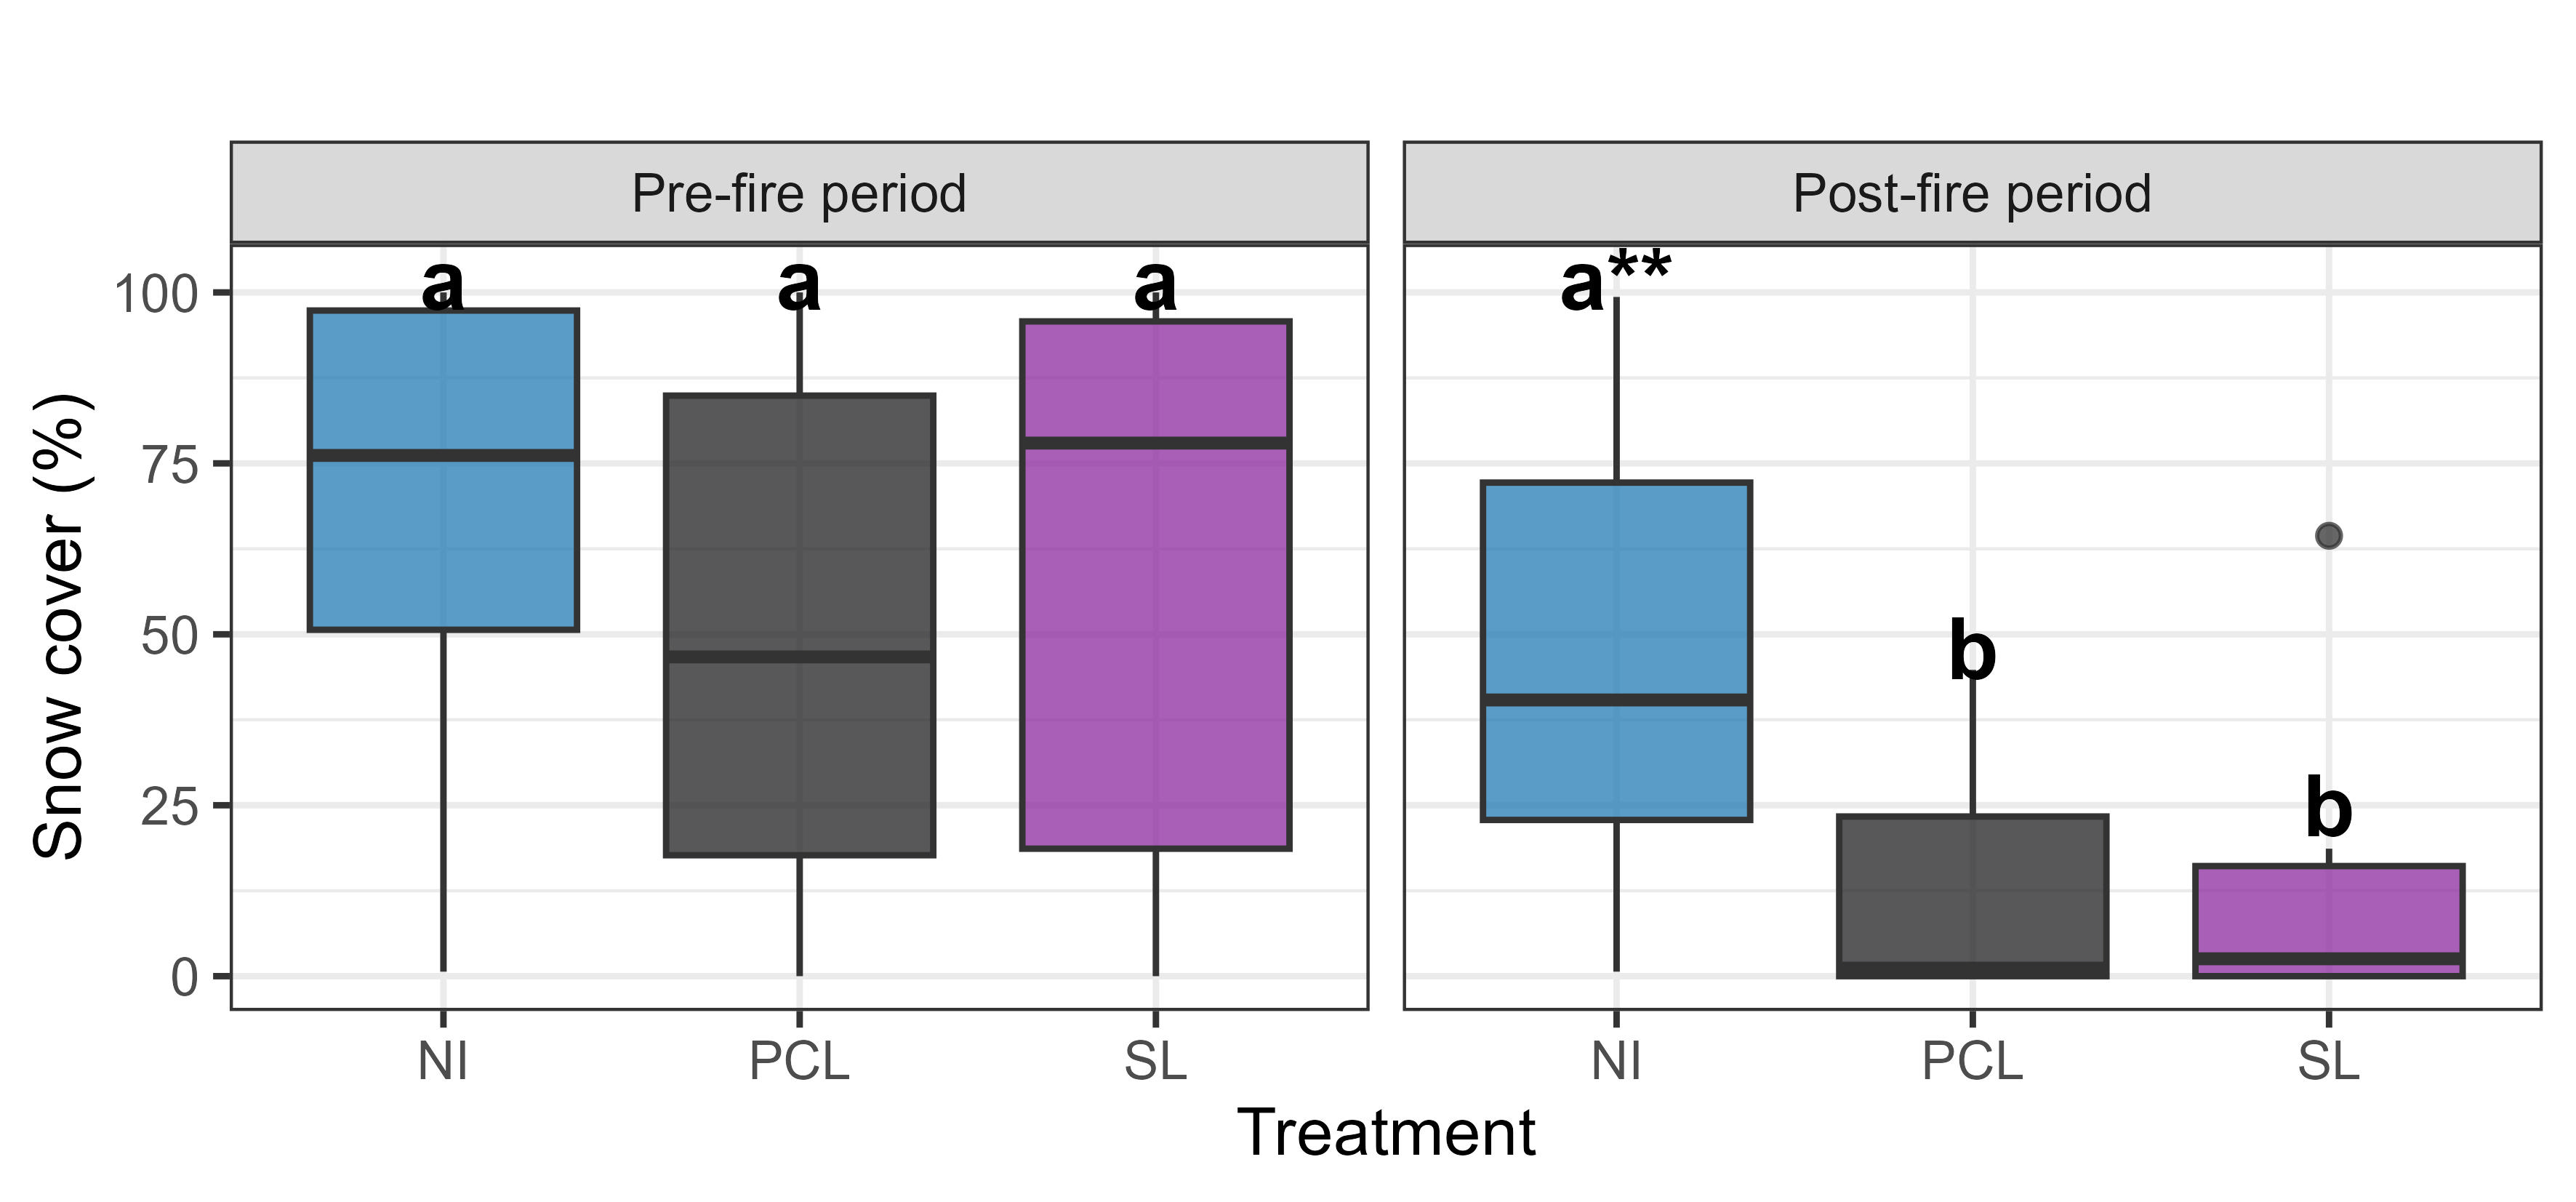 Pre-fire period
Post-fire period
Snow cover (%)
100
75
50
25
0
a
a
a
a**
b
b
NI
PCL
SL
NI
PCL
SL
Treatment